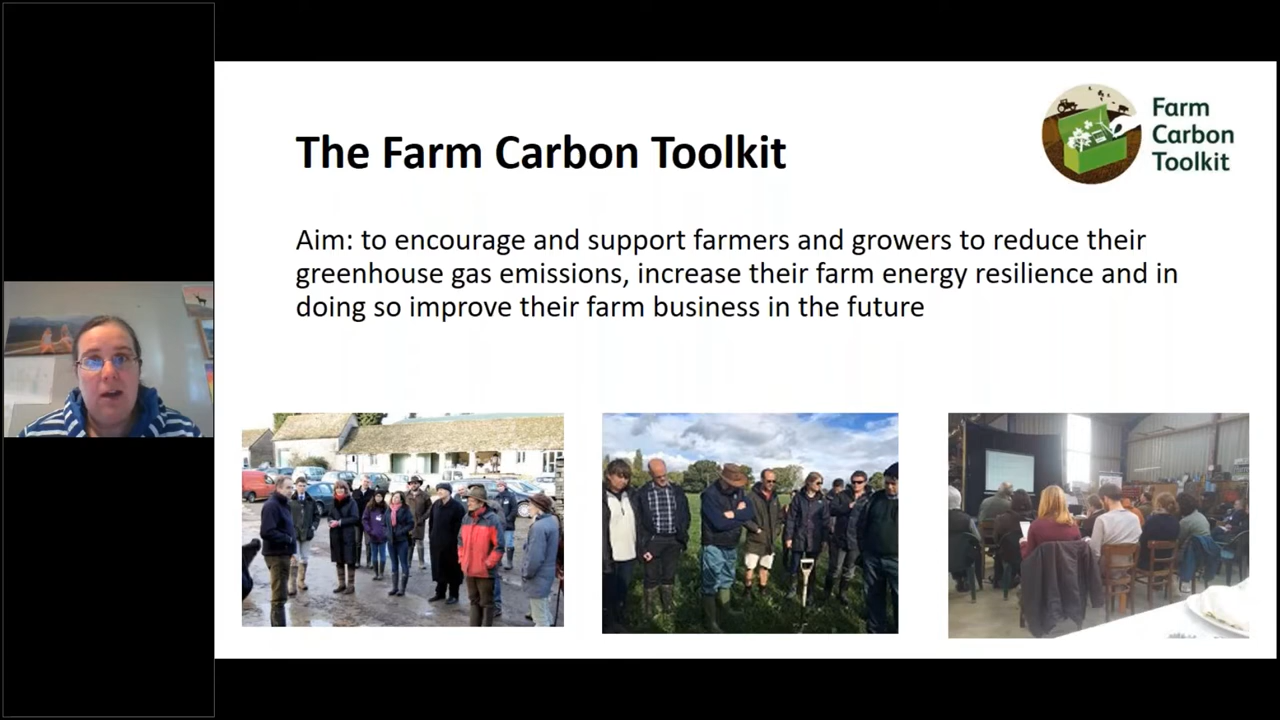 The Farm Carbon Toolkit
Farm
Carbon
Toolkit
Aim: to encourage and support farmers and growers to reduce their
greenhouse gas emissions, increase their farm energy resilience and in
doing so improve their farm business in the future